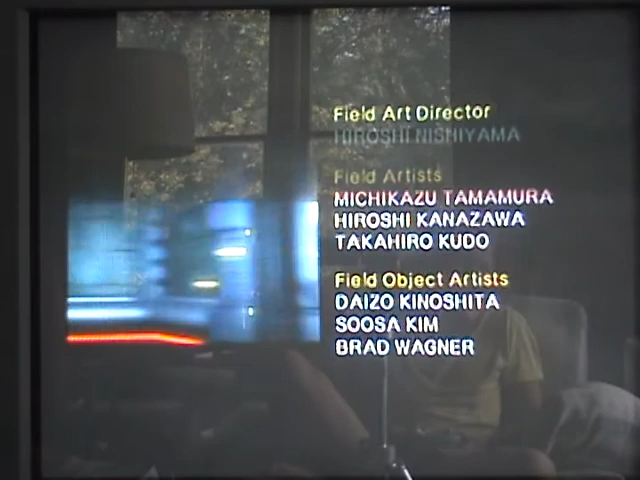 Field Art Director
HIROSHI NISHIYAMA
Field Artists
MICHIKAZU TAMAMURA
HIROSHI KANAZAWA
TAKAHIRO KUDO
Field Object Artists
DAIZO KINOSHITA
SOOSA KIM
BRAD WAGNER